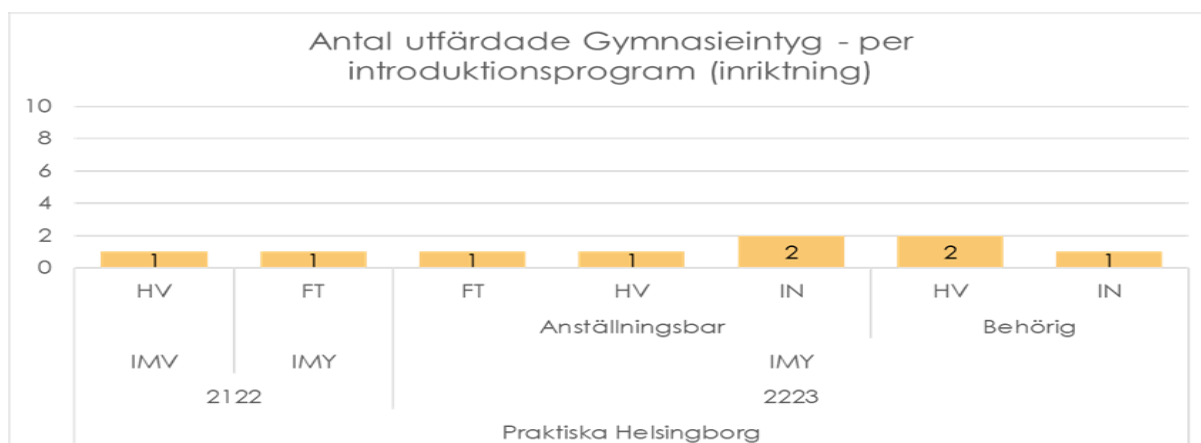 Antal utfärdade Gymnasieintyg - per
introduktionsprogram (inriktning)
10
8
6
4
2
0
1 1 1 1 2 2 1
HV FT FT HV IN HV IN
Anställningsbar Behörig
IMV IMY IMY
2122 2223
Praktiska Helsingborg